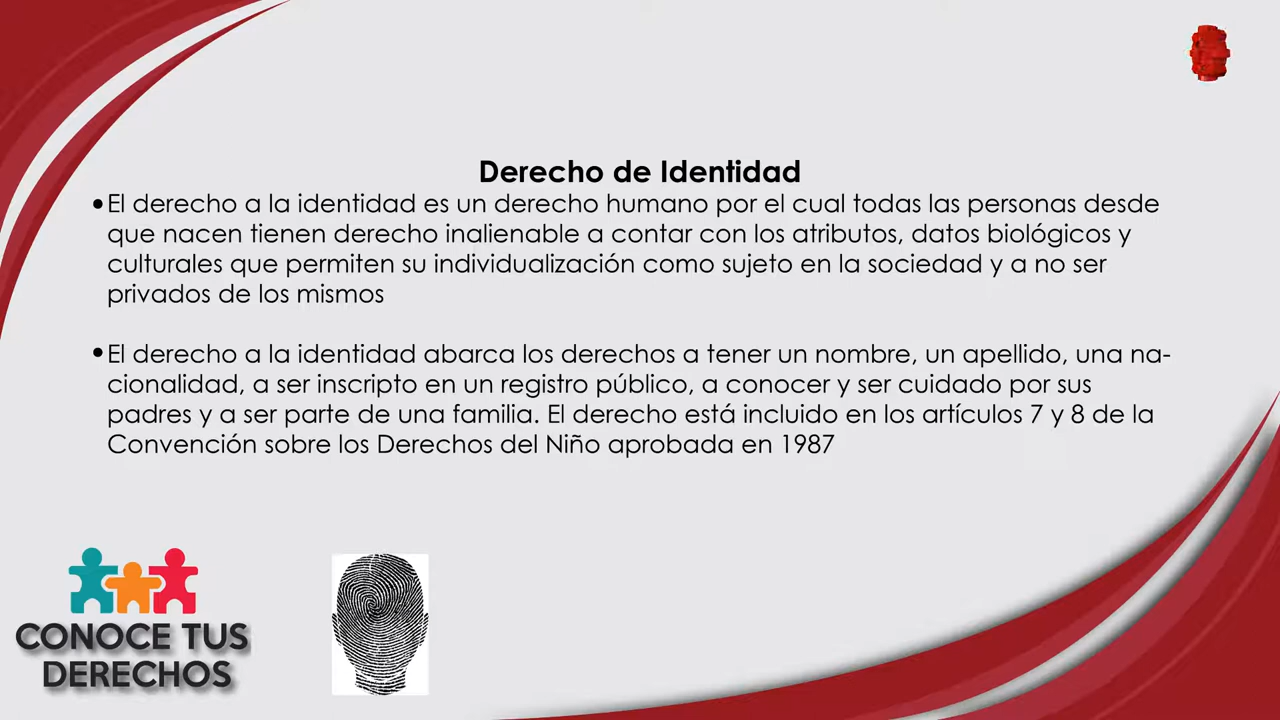 Derecho de Identidad
•El derecho a la identidad es un derecho humano por el cual todas las personas desde
que nacen tienen derecho inalienable a contar con los atributos, datos biológicos y
culturales que permiten su individualización como sujeto en la sociedad y a no ser
privados de los mismos
•El derecho a la identidad abarca los derechos a tener un nombre, un apellido, una na-
cionalidad, a ser inscripto en un registro público, a conocer y ser cuidado por sus
padres y a ser parte de una familia. El derecho está incluido en los artículos 7 y 8 de la
Convención sobre los Derechos del Niño aprobada en 1987
CONOCE TUS
DERECHOS